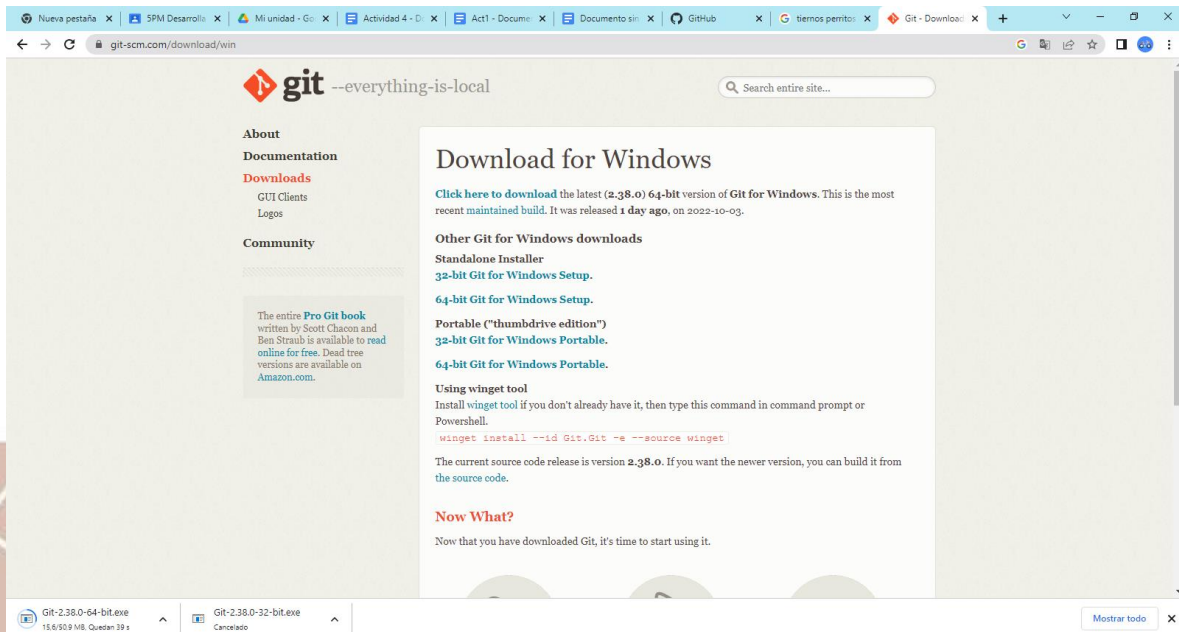 Nueva pestaña
5PM Desarrolla
Mi unidad - Go
Actividad 4 - D
Act1 - Docume
Documento sin
GitHub
tiernos perritos
Git - Download
git-scm.com/download/win
git --everything-is-local
Search entire site...
About
Documentation
Downloads
GUI Clients
Logos
Community
The entire Pro Git book
written by Scott Chacon and
Ben Straub is available to read
online for free. Dead tree
versions are available on
Amazon.com.
Download for Windows
Click here to download the latest (2.38.0) 64-bit version of Git for Windows. This is the most
recent maintained build. It was released 1 day ago, on 2022-10-03.
Other Git for Windows downloads
Standalone Installer
32-bit Git for Windows Setup.
64-bit Git for Windows Setup.
Portable ("thumbdrive edition")
32-bit Git for Windows Portable.
64-bit Git for Windows Portable.
Using winget tool
Install winget tool if you don't already have it, then type this command in command prompt or
Powershell.
winget install --id Git.Git -e --source winget
The current source code release is version 2.38.0. If you want the newer version, you can build it from
the source code.
Now What?
Now that you have downloaded Git, it's time to start using it.
Git-2.38.0-64-bit.exe
15,6/50.9 MB, Quedan 39 s
Git-2.38.0-32-bit.exe
Cancelado
Mostrar todo